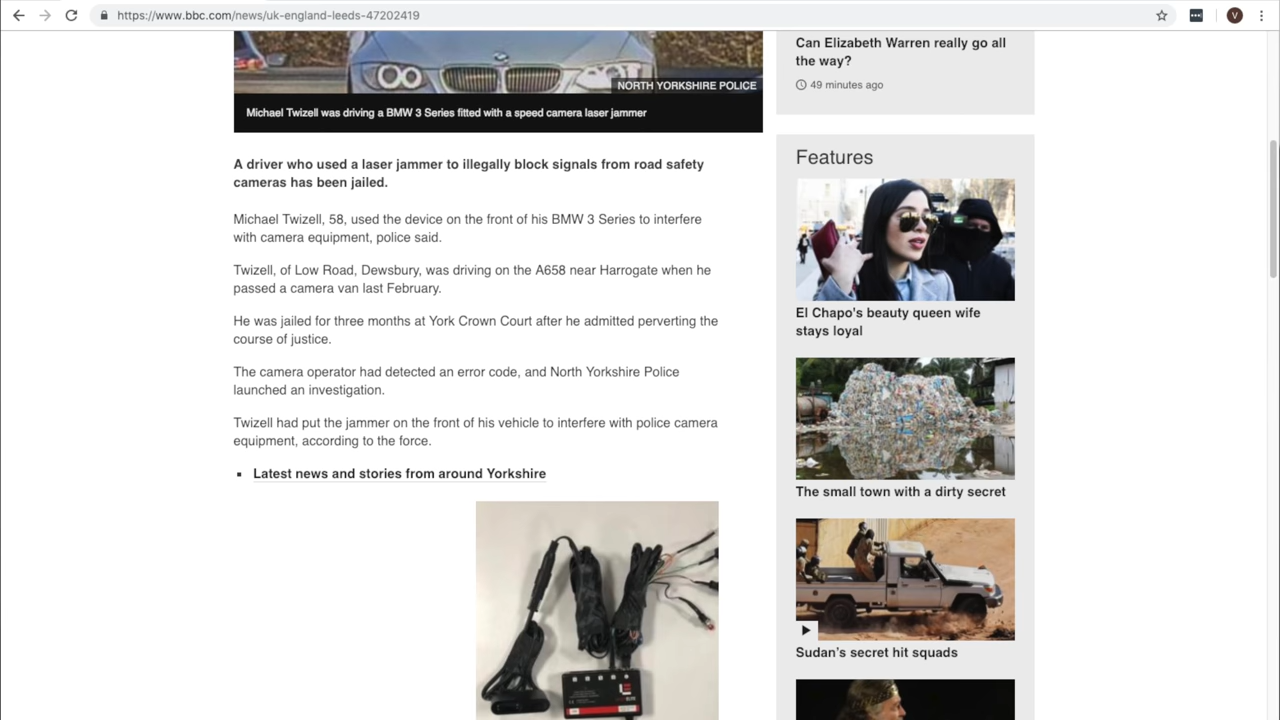 https://www.bbc.com/news/uk-england-leeds-47202419
V
NORTH YORKSHIRE POLICE
Michael Twizell was driving a BMW 3 Series fitted with a speed camera laser jammer
A driver who used a laser jammer to illegally block signals from road safety
cameras has been jailed.
Michael Twizell, 58, used the device on the front of his BMW 3 Series to interfere
with camera equipment, police said.
Twizell, of Low Road, Dewsbury, was driving on the A658 near Harrogate when he
passed a camera van last February.
He was jailed for three months at York Crown Court after he admitted perverting the
course of justice.
The camera operator had detected an error code, and North Yorkshire Police
launched an investigation.
Twizell had put the jammer on the front of his vehicle to interfere with police camera
equipment, according to the force.
Latest news and stories from around Yorkshire
Can Elizabeth Warren really go all
the way?
49 minutes ago
Features
El Chapo's beauty queen wife
stays loyal
The small town with a dirty secret
Sudan's secret hit squads